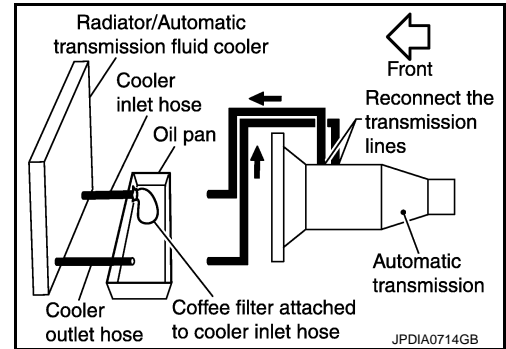 Radiator/Automatic
transmission fluid cooler
Front
Cooler
inlet hose
Reconnect the
transmission
lines
Oil pan
Automatic
transmission
Cooler
outlet hose
Coffee filter attached
to cooler inlet hose
JPDIA0714GB